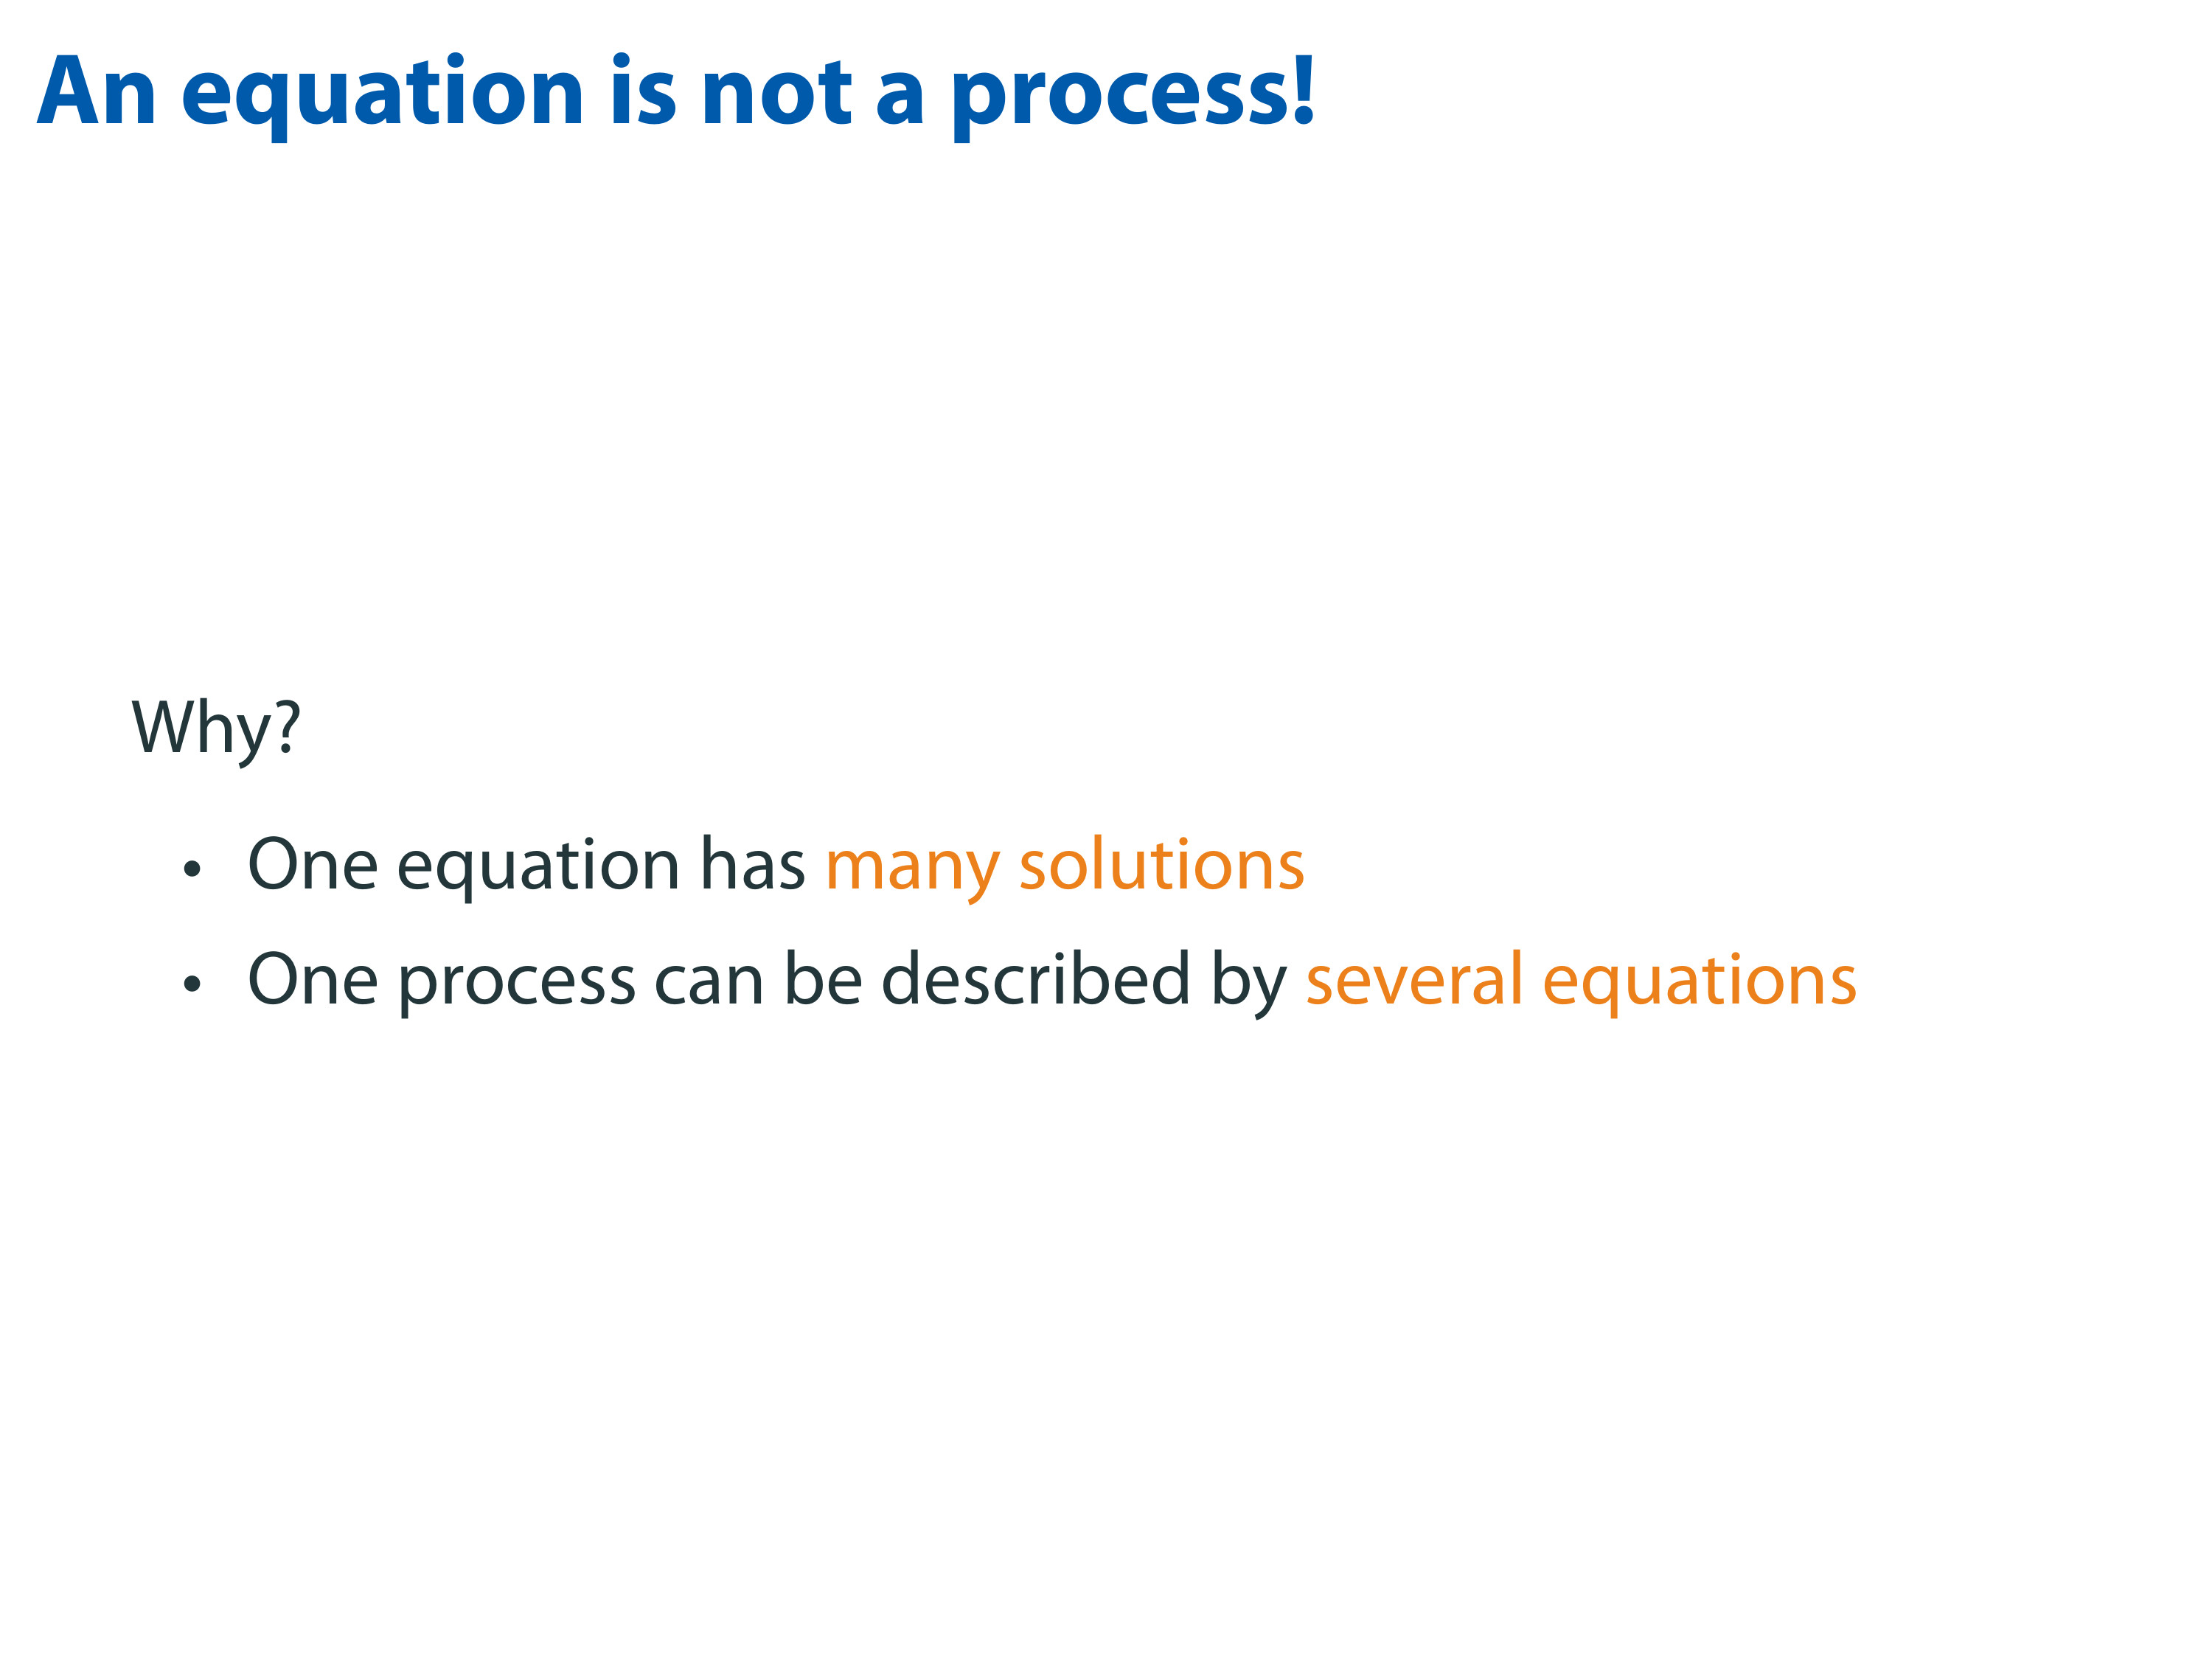 An equation is not a process!
Why?
• One equation has many solutions
• One process can be described by several equations